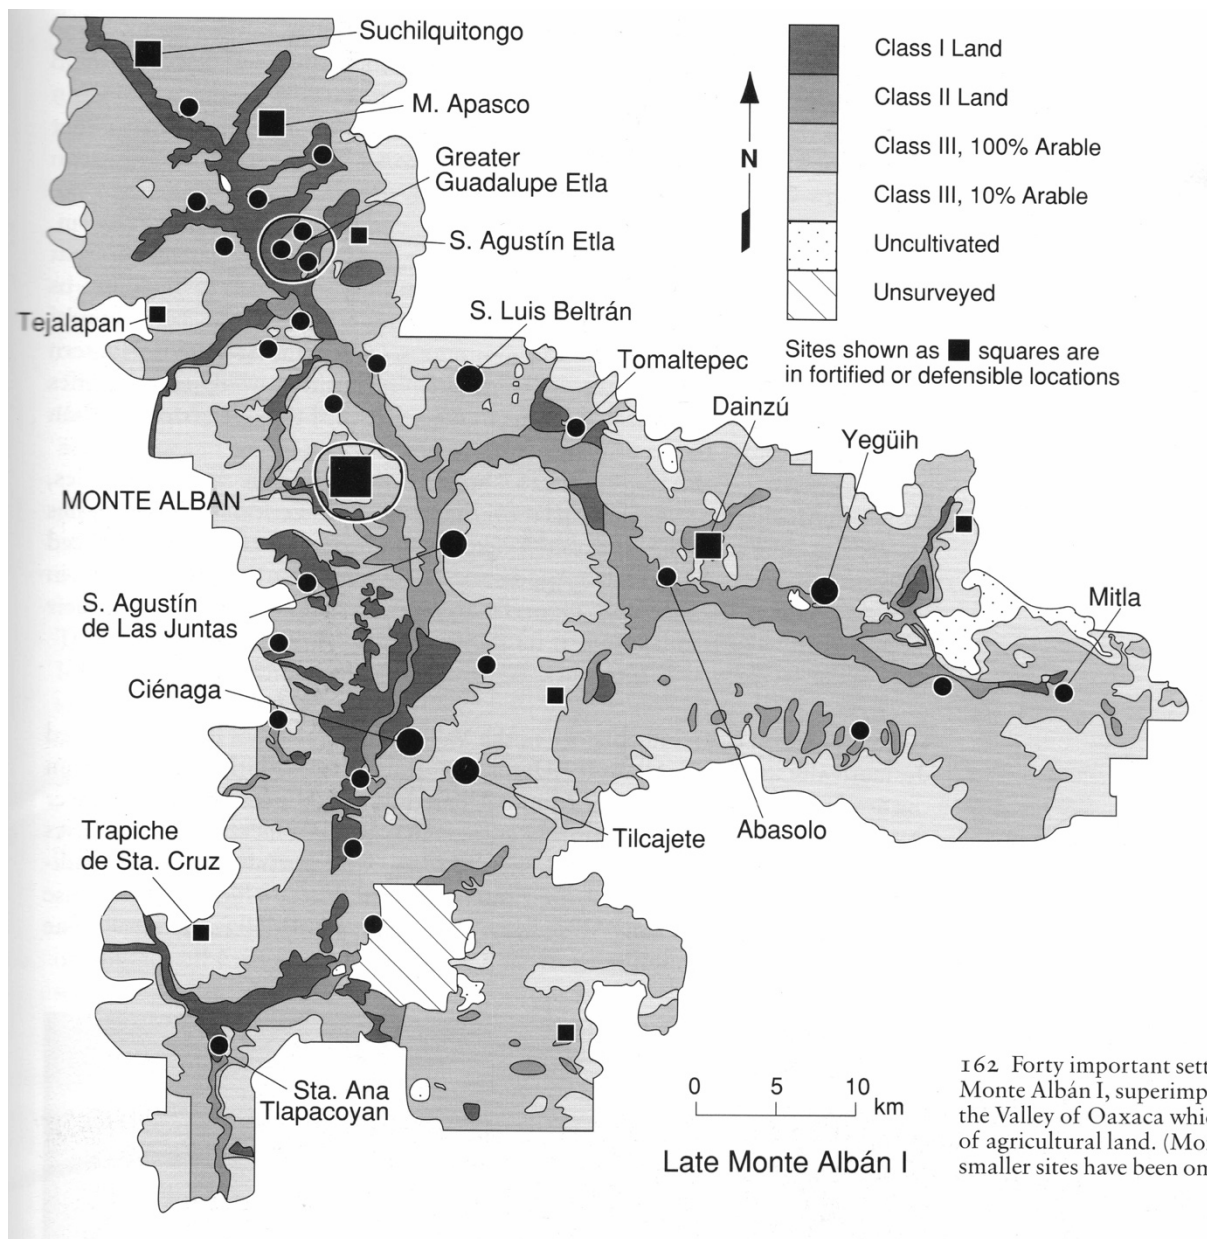 Suchilquitongo
M. Apasco
Greater
Guadalupe Etla
S. Agustín Etla
Tejalapan
S. Luis Beltrán
Tomaltepec
Dainzú
Yegüih
MONTE ALBAN
S. Agustín
de Las Juntas
Mitla
Ciénaga
Trapiche
de Sta. Cruz
Tilcajete
Abasolo
Sta. Ana
Tlapacoyan
N
Class I Land
Class II Land
Class III, 100% Arable
Class III, 10% Arable
Uncultivated
Unsurveyed
Sites shown as squares are
in fortified or defensible locations
0 5 10
km
Late Monte Albán I
162 Forty important sett
Monte Albán I, superimp
the Valley of Oaxaca whic
of agricultural land. (Mo
smaller sites have been om